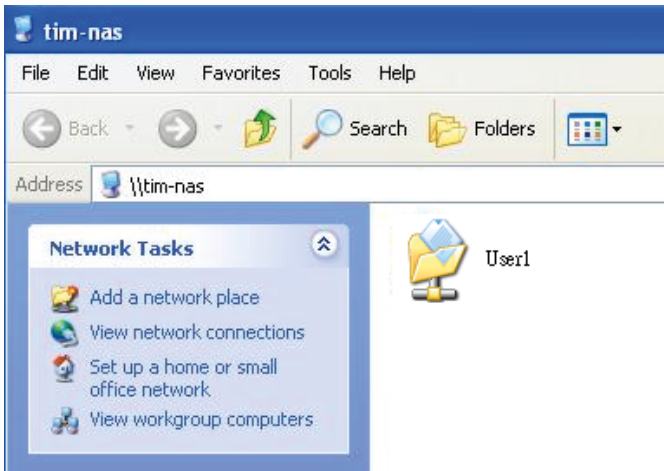 tim-nas
File Edit View Favorites Tools Help
Back Search Folders
Address \\tim-nas
Network Tasks
Add a network place
View network connections
Set up a home or small
office network
View workgroup computers
User1